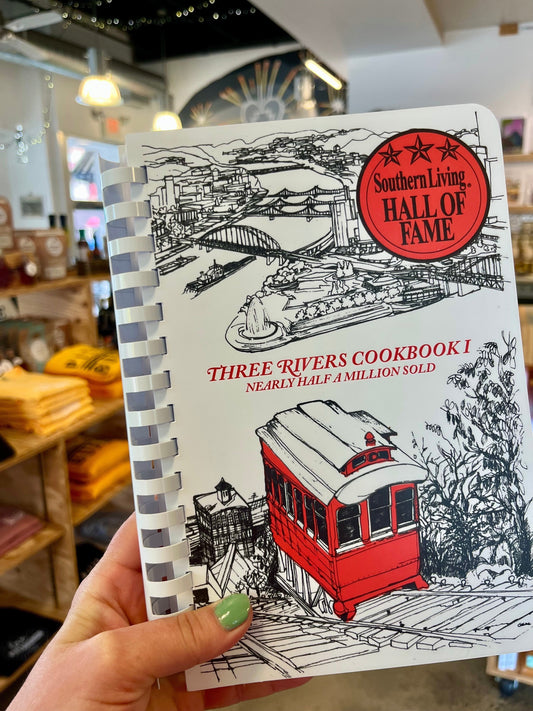 Southern Living®
HALL OF
FAME
THREE RIVERS COOKBOOK I
NEARLY HALF A MILLION SOLD